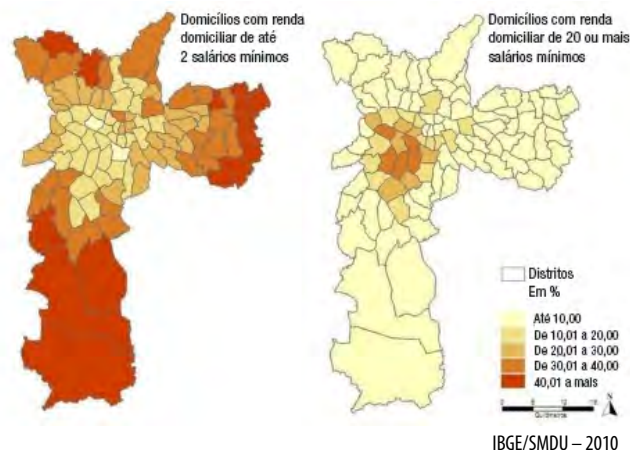 Domicílios com renda
domiciliar de até
2 salários mínimos
Domicílios com renda
domiciliar de 20 ou mais
salários mínimos
Distritos
Em %
Até 10,00
De 10,01 a 20,00
De 20,01 a 30,00
De 30,01 a 40,00
40,01 a mais
N
Quilômetros
IBGE/SMDU – 2010